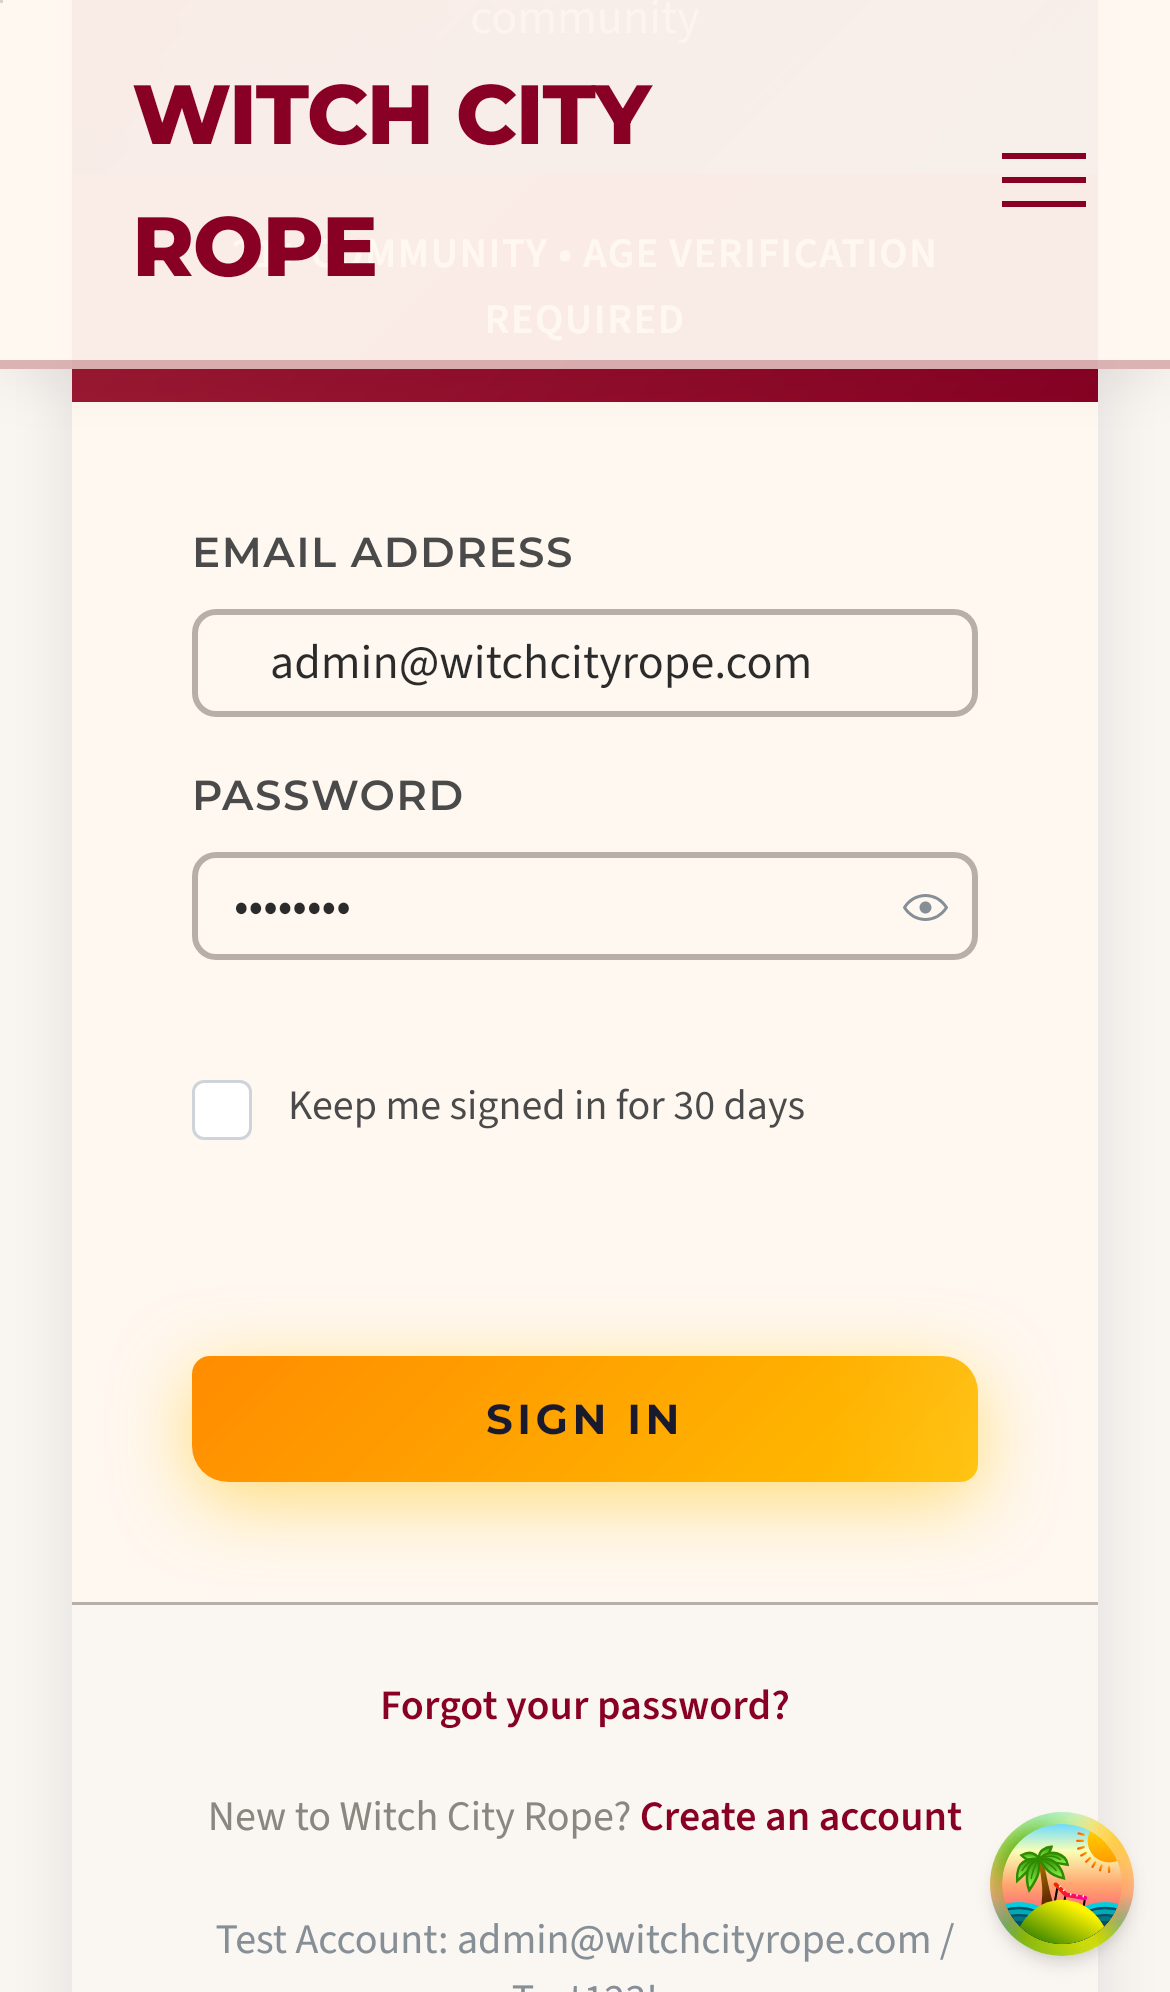 community
WITCH CITY
ROPE
COMMUNITY • AGE VERIFICATION
REQUIRED
EMAIL ADDRESS
admin@witchcityrope.com
PASSWORD
••••••••
Keep me signed in for 30 days
SIGN IN
Forgot your password?
New to Witch City Rope? Create an account
Test Account: admin@witchcityrope.com /